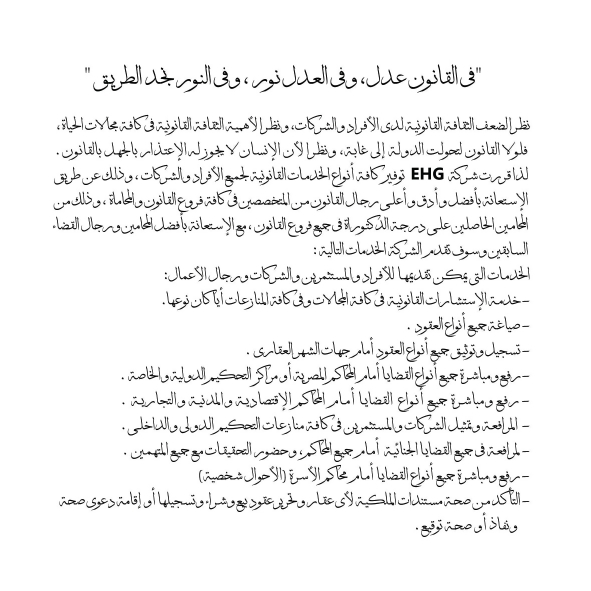 "فى القانون عدل، وفى العدل نور، وفى النور نجد الطريق"
نظرا لضعف الثقافة القانونية لدى الأفراد والشركات، ونظرا لأهمية الثقافة القانونية فى كافة مجالات الحياة،
فلولا القانون لتحولت الدولة إلى غابة، ونظرا لأن الإنسان لا يجوز له الإعتذار بالجهل بالقانون.
لذا قررت شركة EHG توفير كافة أنواع الخدمات القانونية لجميع الأفراد والشركات، وذلك عن طريق
الإستعانة بأفضل وأدق وأعلى رجال القانون من المتخصصين فى كافة فروع القانون والمحاماة، وذلك من
المحامين الحاصلين على درجة الدكتوراة فى جميع فروع القانون، مع الإستعانة بأفضل المحامين ورجال القضاء
السابقين وسوف تقدم الشركة الخدمات التالية:
الخدمات التى يمكن تقديمها للأفراد والمستثمرين والشركات ورجال الأعمال:
-خدمة الإستشارات القانونية فى كافة المجالات وفى كافة المنازعات أيا كان نوعها.
-صياغة جميع أنواع العقود.
-تسجيل وتوثيق جميع أنواع العقود أمام جهات الشهر العقارى.
-رفع ومباشرة جميع أنواع القضايا أمام المحاكم المصرية أو مراكز التحكيم الدولية والخاصة.
- رفع ومباشرة جميع أنواع القضايا أمام المحاكم الإقتصادية والمدنية والتجارية.
- المرافعة وتمثيل الشركات والمستثمرين فى كافة منازعات التحكيم الدولى والداخلى.
-لمرافعة فى جميع القضايا الجنائية أمام جميع المحاكم، وحضور التحقيقات مع جميع المتهمين.
-رفع ومباشرة جميع أنواع القضايا أمام محاكم الأسرة (الأحوال شخصية)
-التأكد من صحة مستندات الملكية لأى عقار وتحرير عقود بيع وشراء وتسجيلها أو إقامة دعوى صحة
ونفاذ أو صحة توقيع.